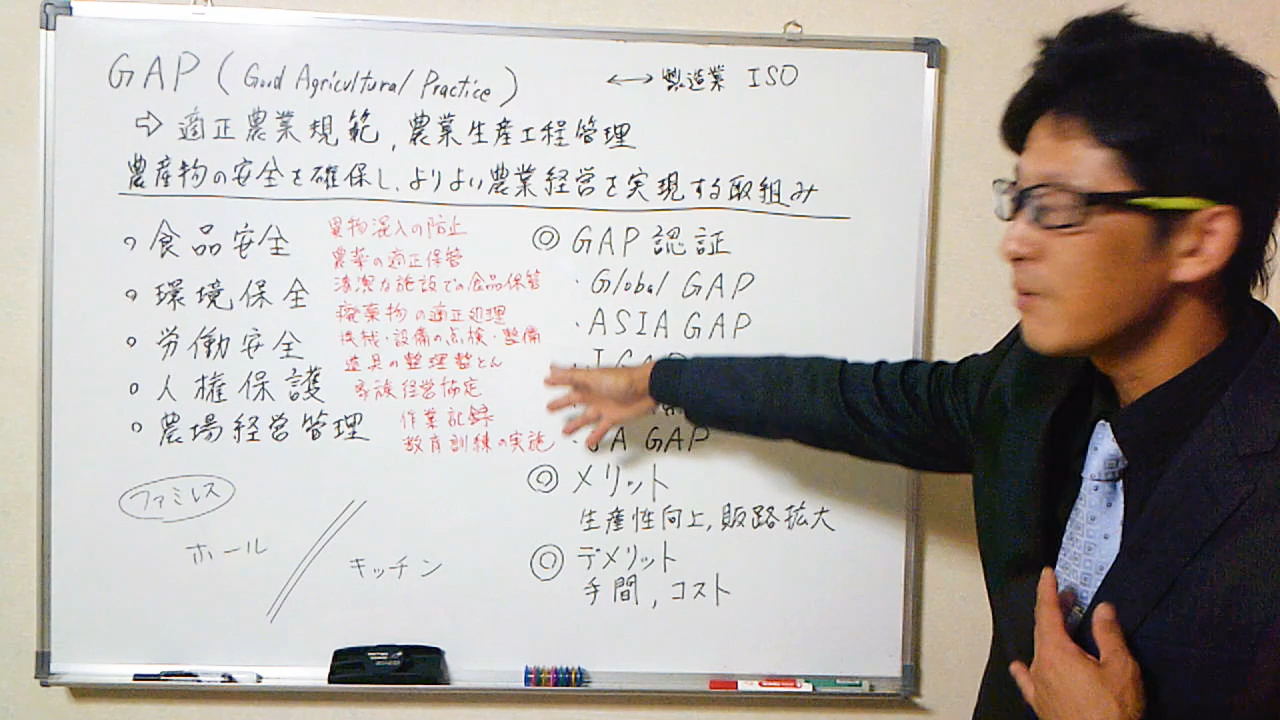 GAP (Good Agricultural Practice)
⟷ 製造業 ISO
⇨ 適正農業規範, 農業生産工程管理
農産物の安全を確保し、よりよい農業経営を実現する取組み
○ 食品安全
異物混入の防止
農薬の適正保管
清潔な施設での食品保管
○ 環境保全
廃棄物の適正処理
○ 労働安全
機械・設備の点検・整備
道具の整理整とん
○ 人権保護
家族経営協定
○ 農場経営管理
作業記録
教育訓練の実施
ファミレス
ホール // キッチン
◎ GAP 認証
・Global GAP
・ASIA GAP
GAP
JA GAP
◎ メリット
生産性向上, 販路拡大
◎ デメリット
手間, コスト